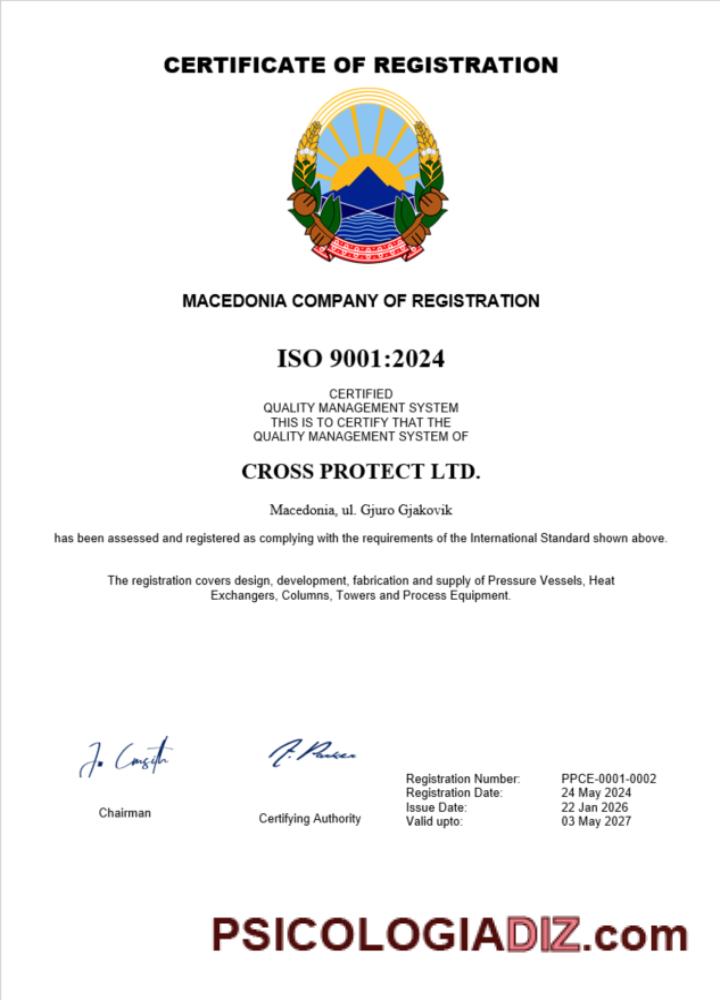 CERTIFICATE OF REGISTRATION
MACEDONIA COMPANY OF REGISTRATION
ISO 9001:2024
CERTIFIED
QUALITY MANAGEMENT SYSTEM
THIS IS TO CERTIFY THAT THE
QUALITY MANAGEMENT SYSTEM OF
CROSS PROTECT LTD.
Macedonia, ul. Gjuro Gjakovik
has been assessed and registered as complying with the requirements of the International Standard shown above.
The registration covers design, development, fabrication and supply of Pressure Vessels, Heat
Exchangers, Columns, Towers and Process Equipment.
Chairman
Certifying Authority
Registration Number: PPCE-0001-0002
Registration Date: 24 May 2024
Issue Date: 22 Jan 2026
Valid upto: 03 May 2027
PSICOLOGIADIZ.com